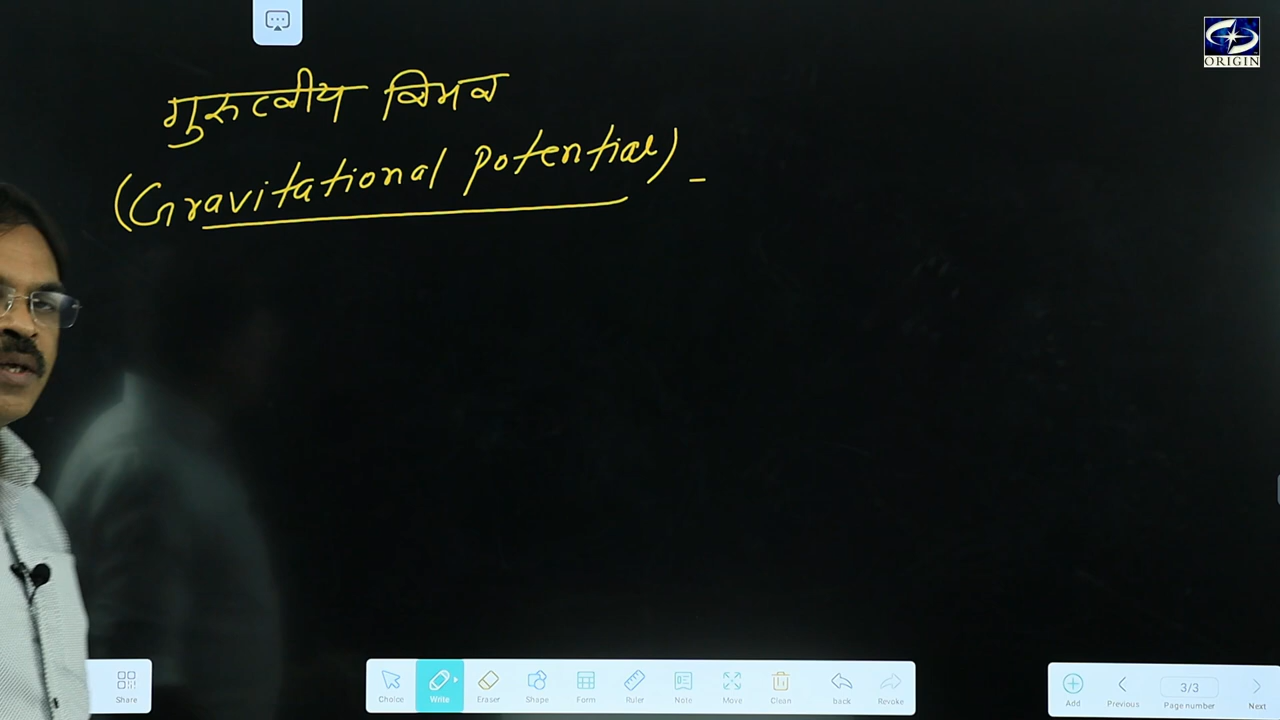 ORIGIN
गुरुत्वीय विभव
(Gravitational potential) -
Share
Choice
Write
Eraser
Shape
Form
Ruler
Note
Move
Clean
back
Revoke
Add
Previous
3/3
Page number
Next